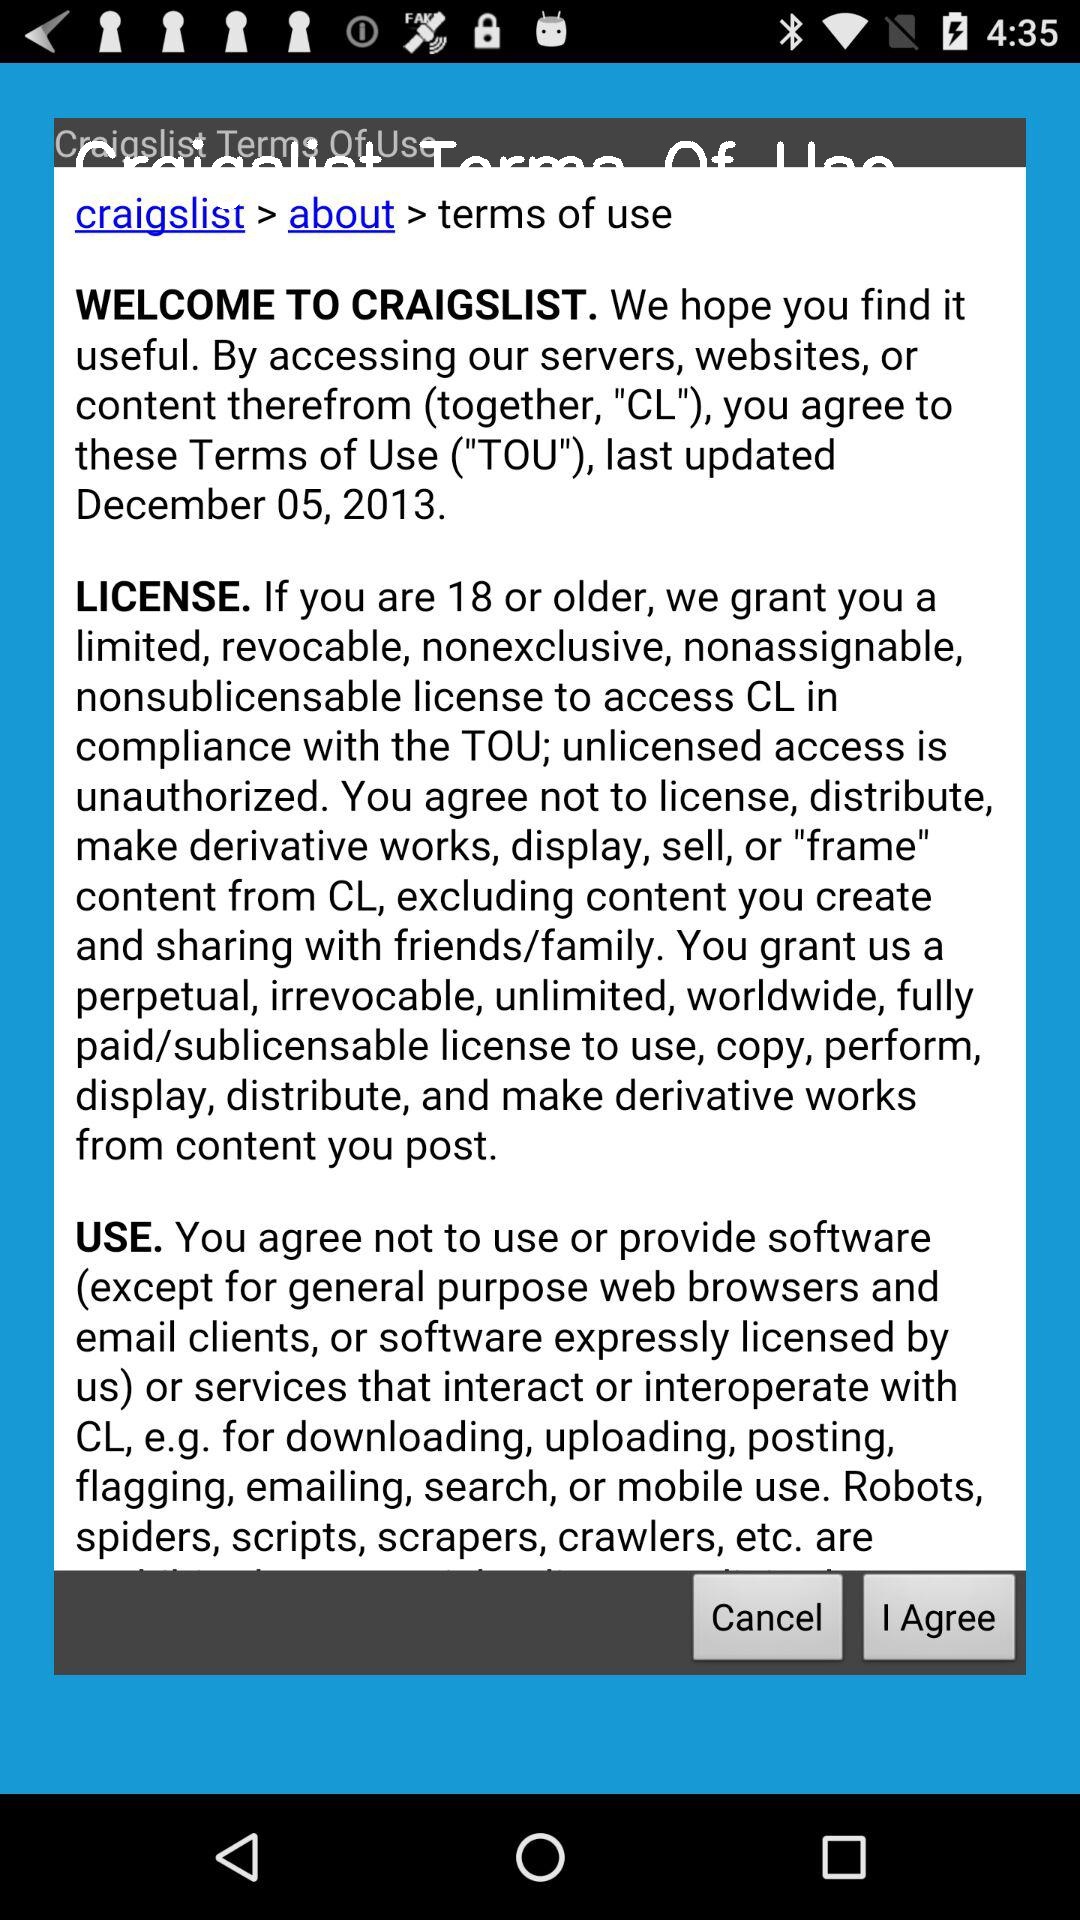 FAKE
4:35
Craigslist Terms Of Use
Craigslist Terms Of Use
craigslist > about > terms of use
WELCOME TO CRAIGSLIST. We hope you find it
useful. By accessing our servers, websites, or
content therefrom (together, "CL"), you agree to
these Terms of Use ("TOU"), last updated
December 05, 2013.
LICENSE. If you are 18 or older, we grant you a
limited, revocable, nonexclusive, nonassignable,
nonsublicensable license to access CL in
compliance with the TOU; unlicensed access is
unauthorized. You agree not to license, distribute,
make derivative works, display, sell, or "frame"
content from CL, excluding content you create
and sharing with friends/family. You grant us a
perpetual, irrevocable, unlimited, worldwide, fully
paid/sublicensable license to use, copy, perform,
display, distribute, and make derivative works
from content you post.
USE. You agree not to use or provide software
(except for general purpose web browsers and
email clients, or software expressly licensed by
us) or services that interact or interoperate with
CL, e.g. for downloading, uploading, posting,
flagging, emailing, search, or mobile use. Robots,
spiders, scripts, scrapers, crawlers, etc. are
Cancel
I Agree